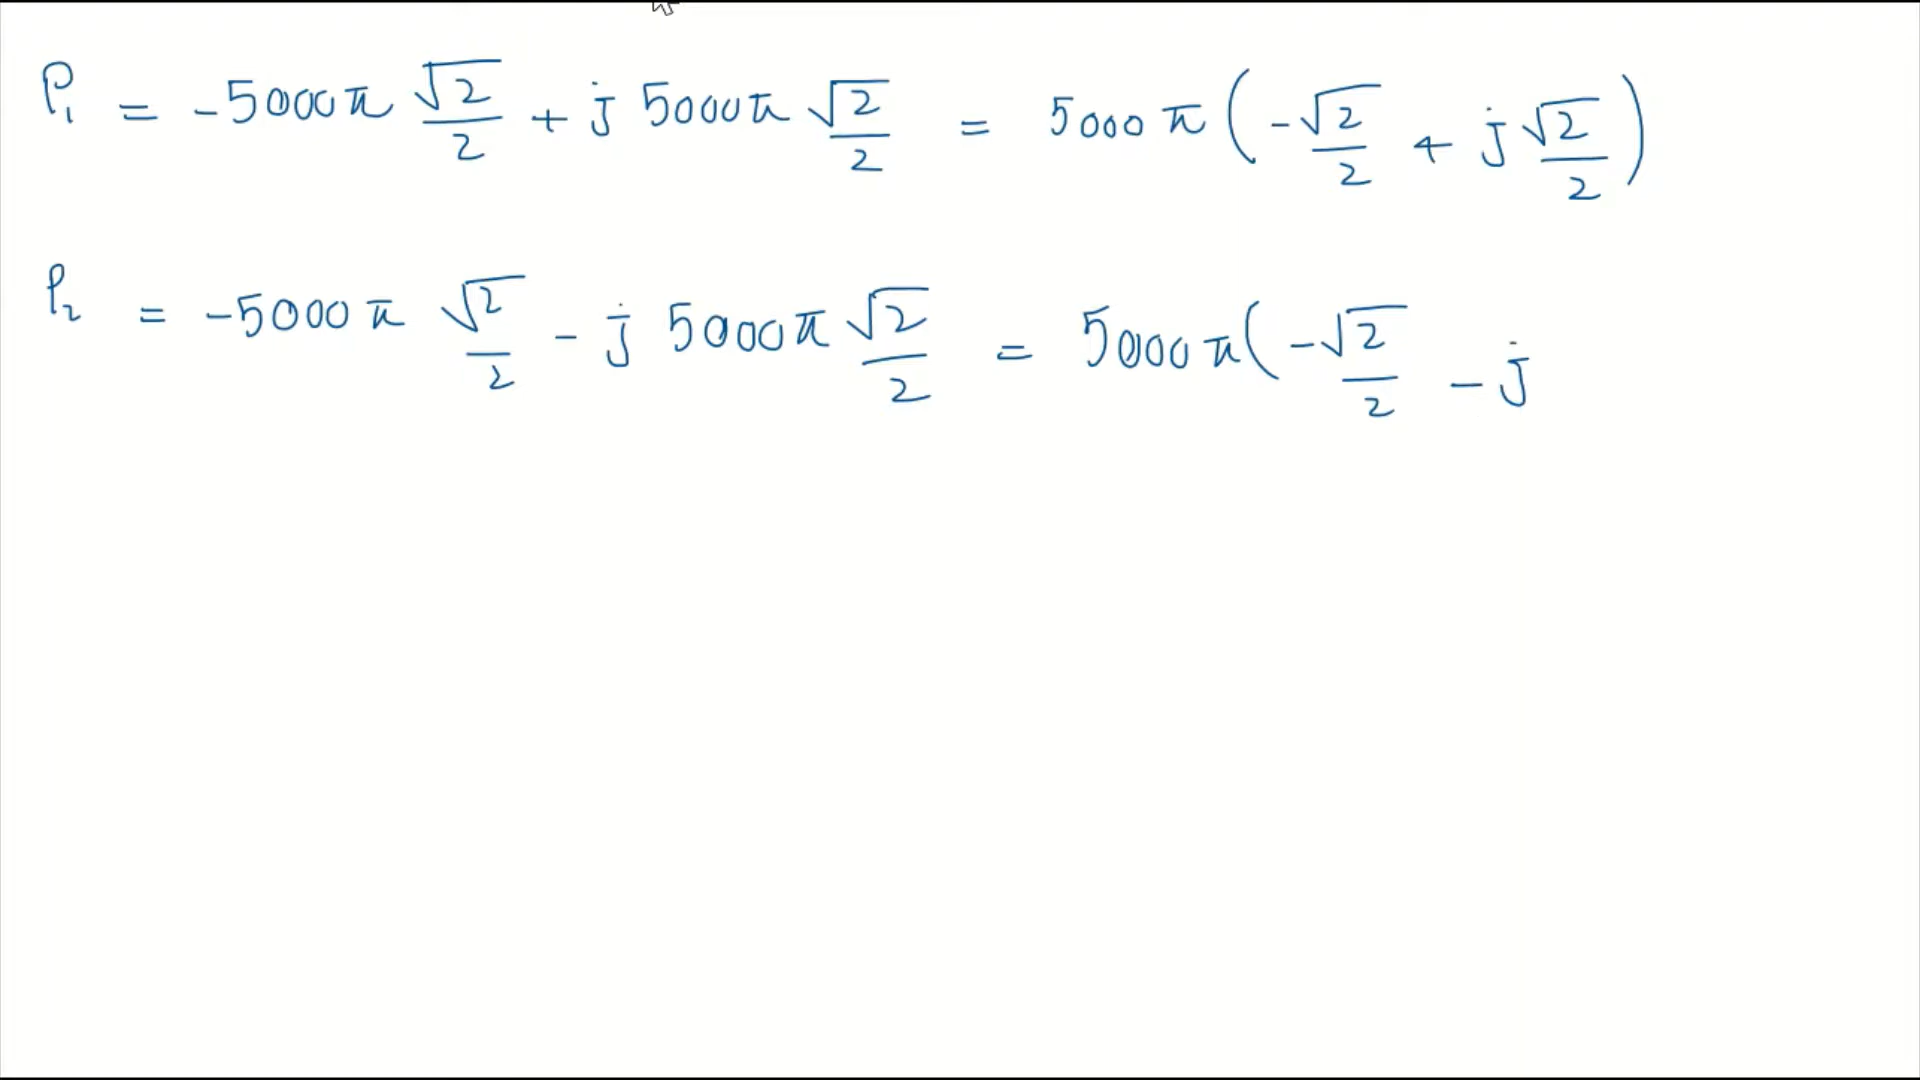 P₁ = -5000π √2/2 + j 5000π √2/2 = 5000π (-√2/2 + j √2/2)
P₂ = -5000π √2/2 - j 5000π √2/2 = 5000π (-√2/2 - j